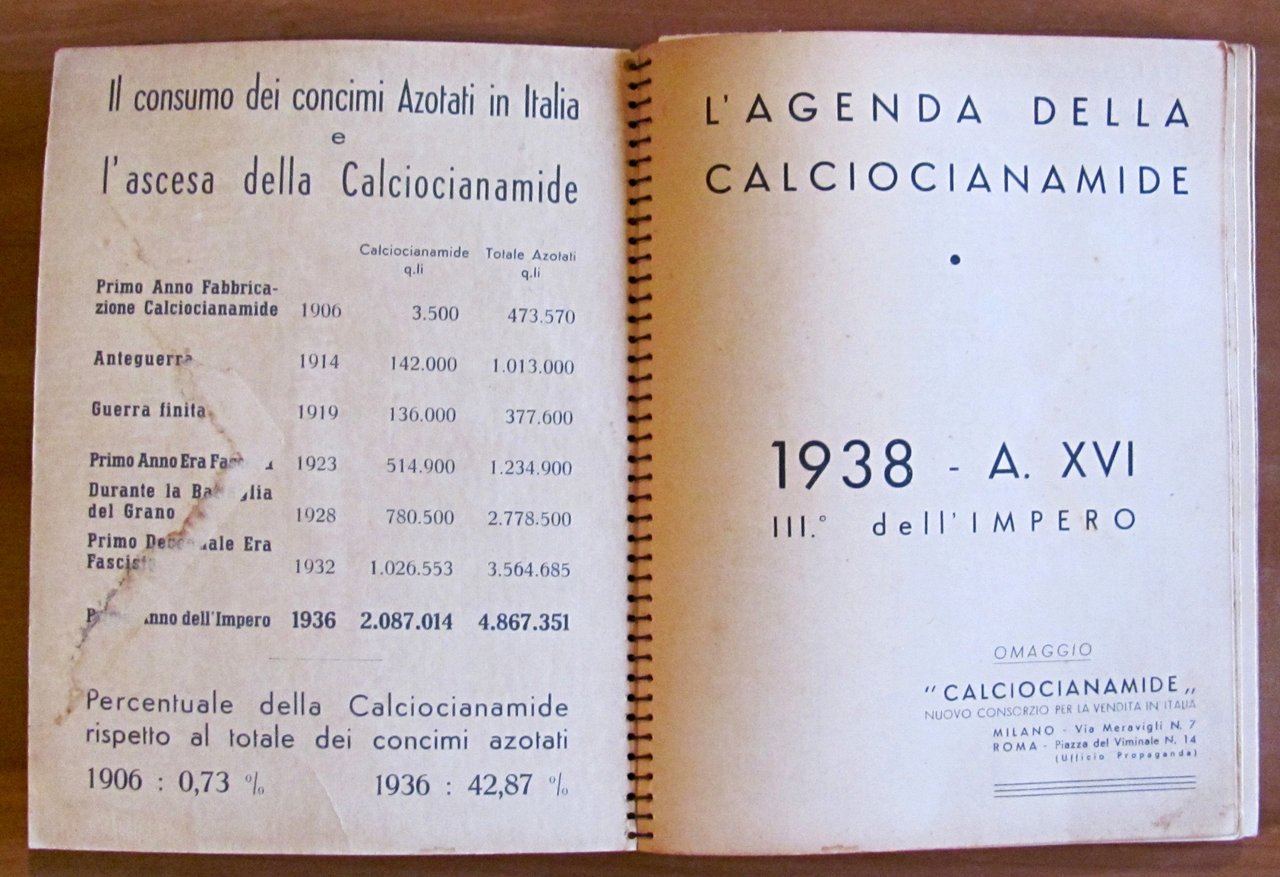 Il consumo dei concimi Azotati in Italia
e
l'ascesa della Calciocianamide
Calciocianamide Totale Azotati
q.li q.li
Primo Anno Fabbrica-
zione Calciocianamide 1906 3.500 473.570
Anteguerra 1914 142.000 1.013.000
Guerra finita 1919 136.000 377.600
Primo Anno Era 1923 514.900 1.234.900
Durante la
del Grano 1928 780.500 2.778.500
Primo Era
1932 1.026.553 3.564.685
dell'Impero 1936 2.087.014 4.867.351
Percentuale della Calciocianamide
rispetto al totale dei concimi azotati
1906 : 0,73 % 1936 : 42,87 %
L'AGENDA DELLA
CALCIOCIANAMIDE
•
1938 - A. XVI
III.° dell'IMPERO
OMAGGIO
"CALCIOCIANAMIDE„
NUOVO CONSORZIO PER LA VENDITA IN ITALIA
MILANO - Via Meravigli N. 7
ROMA - Piazza del Viminale N. 14
(Ufficio Propaganda)